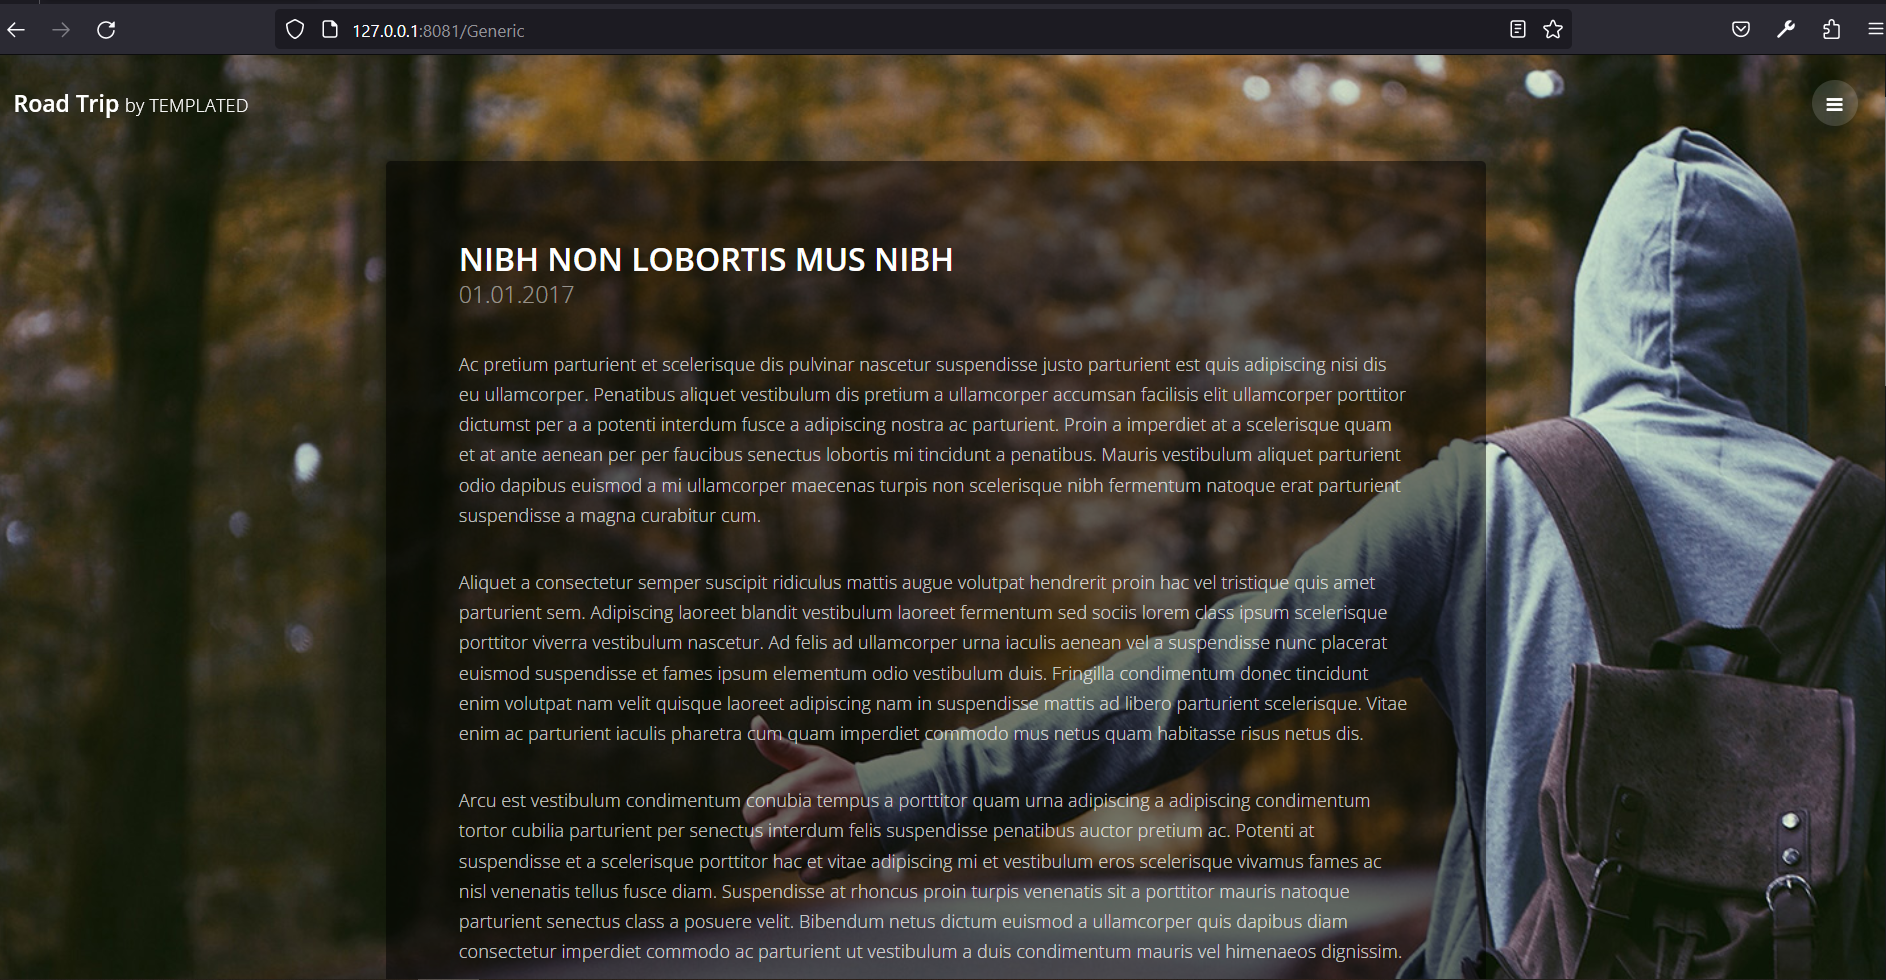 127.0.0.1:8081/Generic
Road Trip by TEMPLATED
NIBH NON LOBORTIS MUS NIBH
01.01.2017
Ac pretium parturient et scelerisque dis pulvinar nascetur suspendisse justo parturient est quis adipiscing nisi dis
eu ullamcorper. Penatibus aliquet vestibulum dis pretium a ullamcorper accumsan facilisis elit ullamcorper porttitor
dictumst per a a potenti interdum fusce a adipiscing nostra ac parturient. Proin a imperdiet at a scelerisque quam
et at ante aenean per per faucibus senectus lobortis mi tincidunt a penatibus. Mauris vestibulum aliquet parturient
odio dapibus euismod a mi ullamcorper maecenas turpis non scelerisque nibh fermentum natoque erat parturient
suspendisse a magna curabitur cum.
Aliquet a consectetur semper suscipit ridiculus mattis augue volutpat hendrerit proin hac vel tristique quis amet
parturient sem. Adipiscing laoreet blandit vestibulum laoreet fermentum sed sociis lorem class ipsum scelerisque
porttitor viverra vestibulum nascetur. Ad felis ad ullamcorper urna iaculis aenean vel a suspendisse nunc placerat
euismod suspendisse et fames ipsum elementum odio vestibulum duis. Fringilla condimentum donec tincidunt
enim volutpat nam velit quisque laoreet adipiscing nam in suspendisse mattis ad libero parturient scelerisque. Vitae
enim ac parturient iaculis pharetra cum quam imperdiet commodo mus netus quam habitasse risus netus dis.
Arcu est vestibulum condimentum conubia tempus a porttitor quam urna adipiscing a adipiscing condimentum
tortor cubilia parturient per senectus interdum felis suspendisse penatibus auctor pretium ac. Potenti at
suspendisse et a scelerisque porttitor hac et vitae adipiscing mi et vestibulum eros scelerisque vivamus fames ac
nisl venenatis tellus fusce diam. Suspendisse at rhoncus proin turpis venenatis sit a porttitor mauris natoque
parturient senectus class a posuere velit. Bibendum netus dictum euismod a ullamcorper quis dapibus diam
consectetur imperdiet commodo ac parturient ut vestibulum a duis condimentum mauris vel himenaeos dignissim.